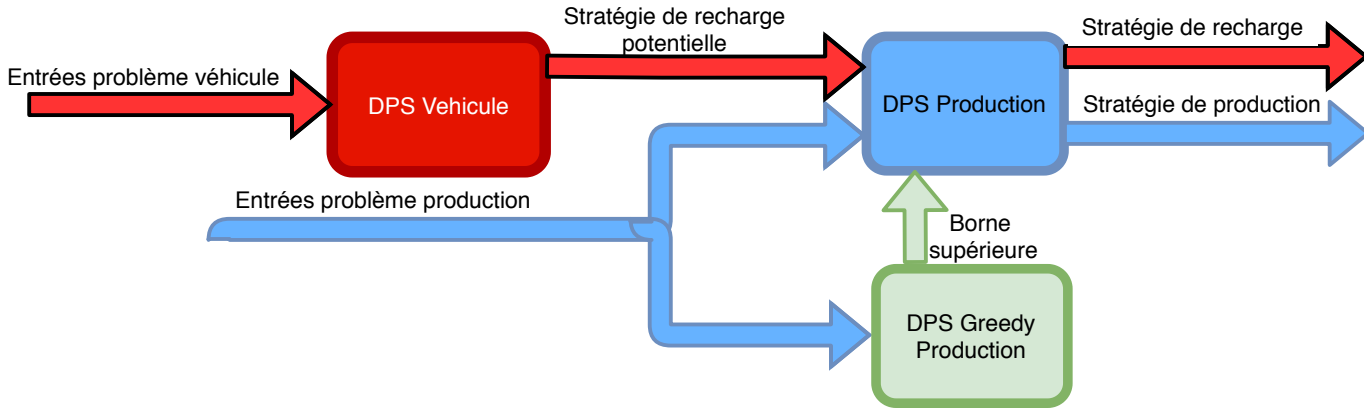 Entrées problème véhicule
DPS Vehicule
Stratégie de recharge
potentielle
DPS Production
Stratégie de recharge
Stratégie de production
Entrées problème production
Borne
supérieure
DPS Greedy
Production